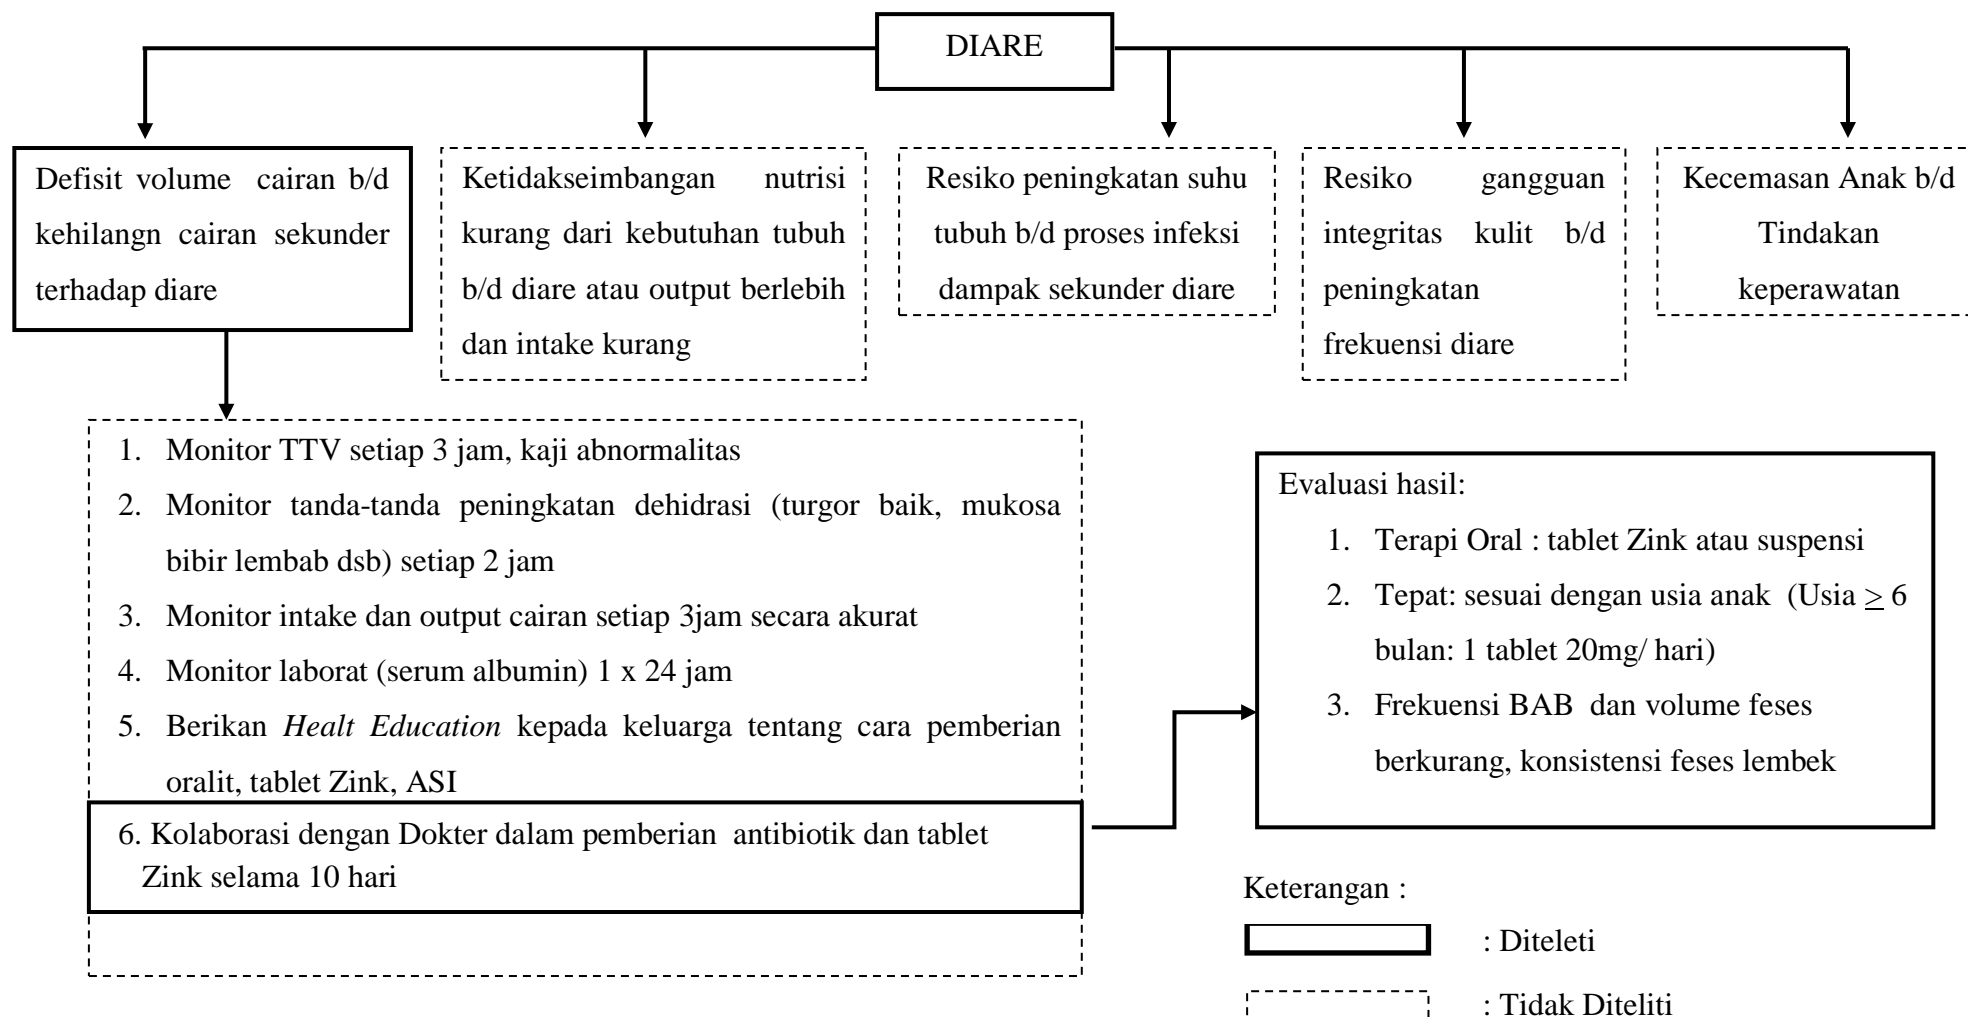 DIARE
Defisit volume cairan b/d
kehilangn cairan sekunder
terhadap diare
Ketidakseimbangan nutrisi
kurang dari kebutuhan tubuh
b/d diare atau output berlebih
dan intake kurang
Resiko peningkatan suhu
tubuh b/d proses infeksi
dampak sekunder diare
Resiko gangguan
integritas kulit b/d
peningkatan
frekuensi diare
Kecemasan Anak b/d
Tindakan
keperawatan
1. Monitor TTV setiap 3 jam, kaji abnormalitas
2. Monitor tanda-tanda peningkatan dehidrasi (turgor baik, mukosa
bibir lembab dsb) setiap 2 jam
3. Monitor intake dan output cairan setiap 3jam secara akurat
4. Monitor laborat (serum albumin) 1 x 24 jam
5. Berikan Healt Education kepada keluarga tentang cara pemberian
oralit, tablet Zink, ASI
6. Kolaborasi dengan Dokter dalam pemberian antibiotik dan tablet
Zink selama 10 hari
Evaluasi hasil:
1. Terapi Oral : tablet Zink atau suspensi
2. Tepat: sesuai dengan usia anak (Usia ≥ 6
bulan: 1 tablet 20mg/ hari)
3. Frekuensi BAB dan volume feses
berkurang, konsistensi feses lembek
Keterangan :
: Diteleti
: Tidak Diteliti